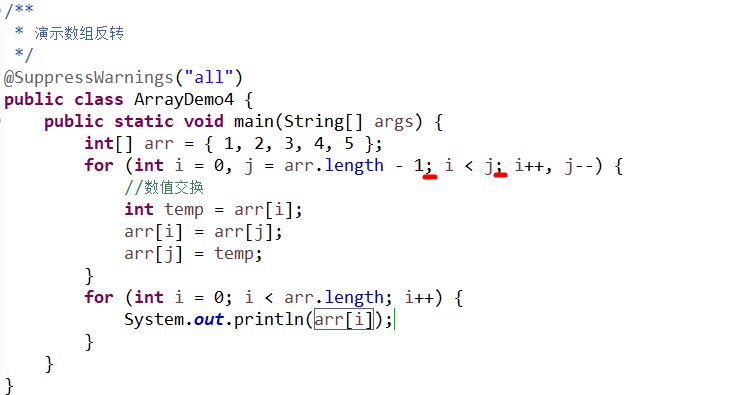 /**
 * 演示数组反转
 */
@SuppressWarnings("all")
public class ArrayDemo4 {
    public static void main(String[] args) {
        int[] arr = { 1, 2, 3, 4, 5 };
        for (int i = 0, j = arr.length - 1; i < j; i++, j--) {
            //数值交换
            int temp = arr[i];
            arr[i] = arr[j];
            arr[j] = temp;
        }
        for (int i = 0; i < arr.length; i++) {
            System.out.println(arr[i]);
        }
    }
}